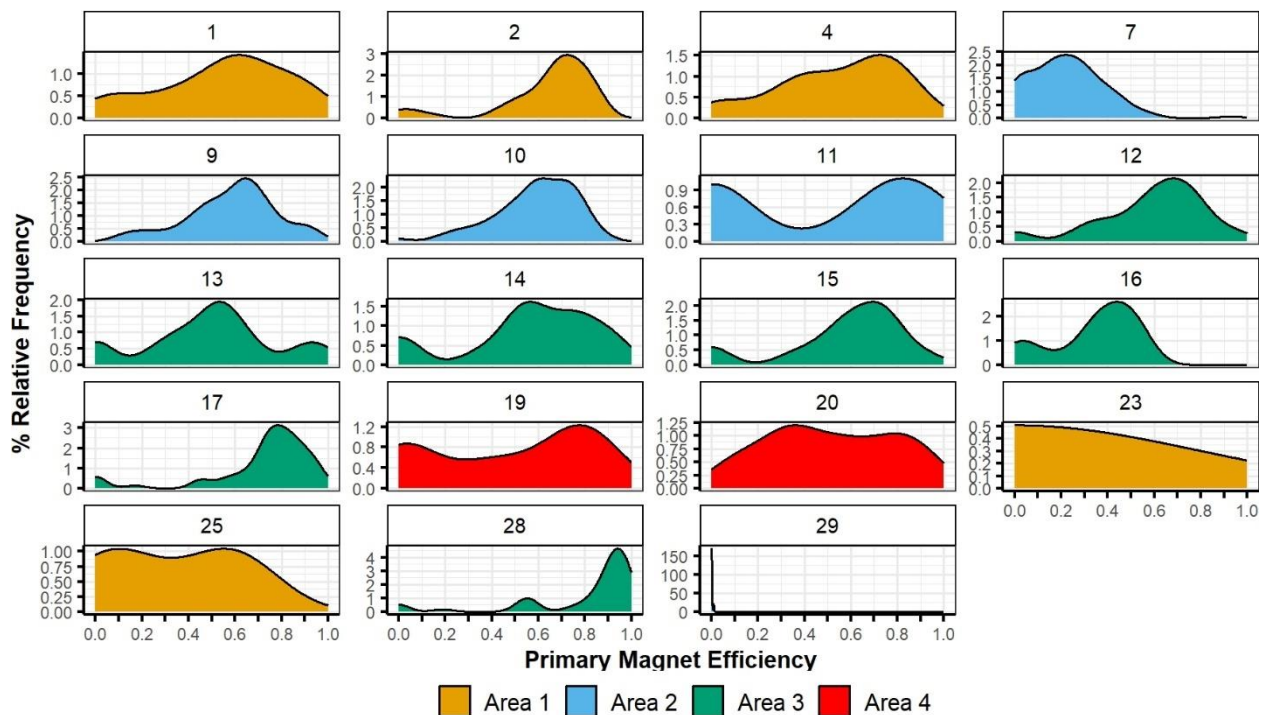 % Relative Frequency
1 2 4 7
1.0 0.5 0.0
3 2 1 0
1.5 1.0 0.5 0.0
2.5 2.0 1.5 1.0 0.5 0.0
9 10 11 12
2.5 2.0 1.5 1.0 0.5 0.0
2.0 1.5 1.0 0.5 0.0
0.9 0.6 0.3 0.0
2.0 1.5 1.0 0.5 0.0
13 14 15 16
2.0 1.5 1.0 0.5 0.0
1.5 1.0 0.5 0.0
2.0 1.5 1.0 0.5 0.0
2 1 0
17 19 20 23
3 2 1 0
1.2 0.8 0.4 0.0
1.25 1.00 0.75 0.50 0.25 0.00
0.5 0.4 0.3 0.2 0.1 0.0
0.0 0.2 0.4 0.6 0.8 1.0
25 28 29
1.00 0.75 0.50 0.25 0.00
4 3 2 1 0
150 100 50 0
0.0 0.2 0.4 0.6 0.8 1.0
0.0 0.2 0.4 0.6 0.8 1.0
0.0 0.2 0.4 0.6 0.8 1.0
Primary Magnet Efficiency
Area 1 Area 2 Area 3 Area 4